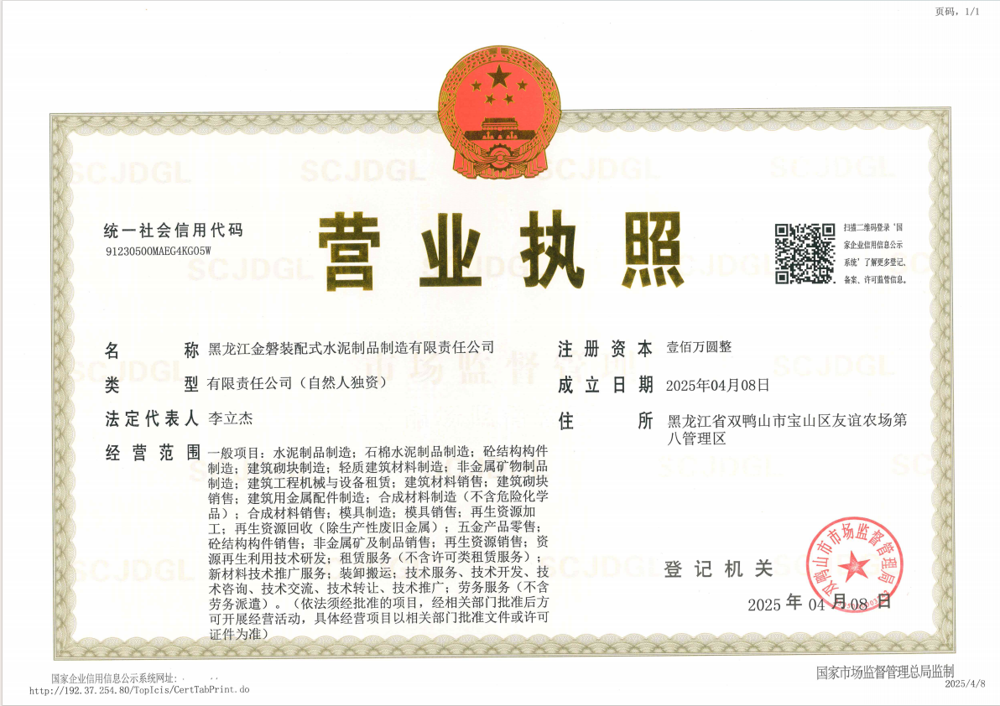 页码，1/1
营业执照
统一社会信用代码
91230500MAEG4KG05W
扫描二维码登录‘国
家企业信用信息公示
系统’了解更多登记、
备案、许可监管信息。
名称 黑龙江金磐装配式水泥制品制造有限责任公司
类型 有限责任公司（自然人独资）
法定代表人 李立杰
经营范围 一般项目：水泥制品制造；石棉水泥制品制造；砼结构构件
制造；建筑砌块制造；轻质建筑材料制造；非金属矿物制品
制造；建筑工程机械与设备租赁；建筑材料销售；建筑砌块
销售；建筑用金属配件制造；合成材料制造（不含危险化学
品）；合成材料销售；模具制造；模具销售；再生资源加
工；再生资源回收（除生产性废旧金属）；五金产品零售；
砼结构构件销售；非金属矿及制品销售；再生资源销售；资
源再生利用技术研发；租赁服务（不含许可类租赁服务）；
新材料技术推广服务；装卸搬运；技术服务、技术开发、技
术咨询、技术交流、技术转让、技术推广；劳务服务（不含
劳务派遣）。（依法须经批准的项目，经相关部门批准后方
可开展经营活动，具体经营项目以相关部门批准文件或许可
证件为准）
注册资本 壹佰万圆整
成立日期 2025年04月08日
住所 黑龙江省双鸭山市宝山区友谊农场第
八管理区
登记机关
双鸭山市市场监督管理局
2025 年 04 月 08 日
国家企业信用信息公示系统网址：
http://192.37.254.80/TopIcis/CertTabPrint.do
国家市场监督管理总局监制
2025/4/8
SCJDGL
市场监督管理